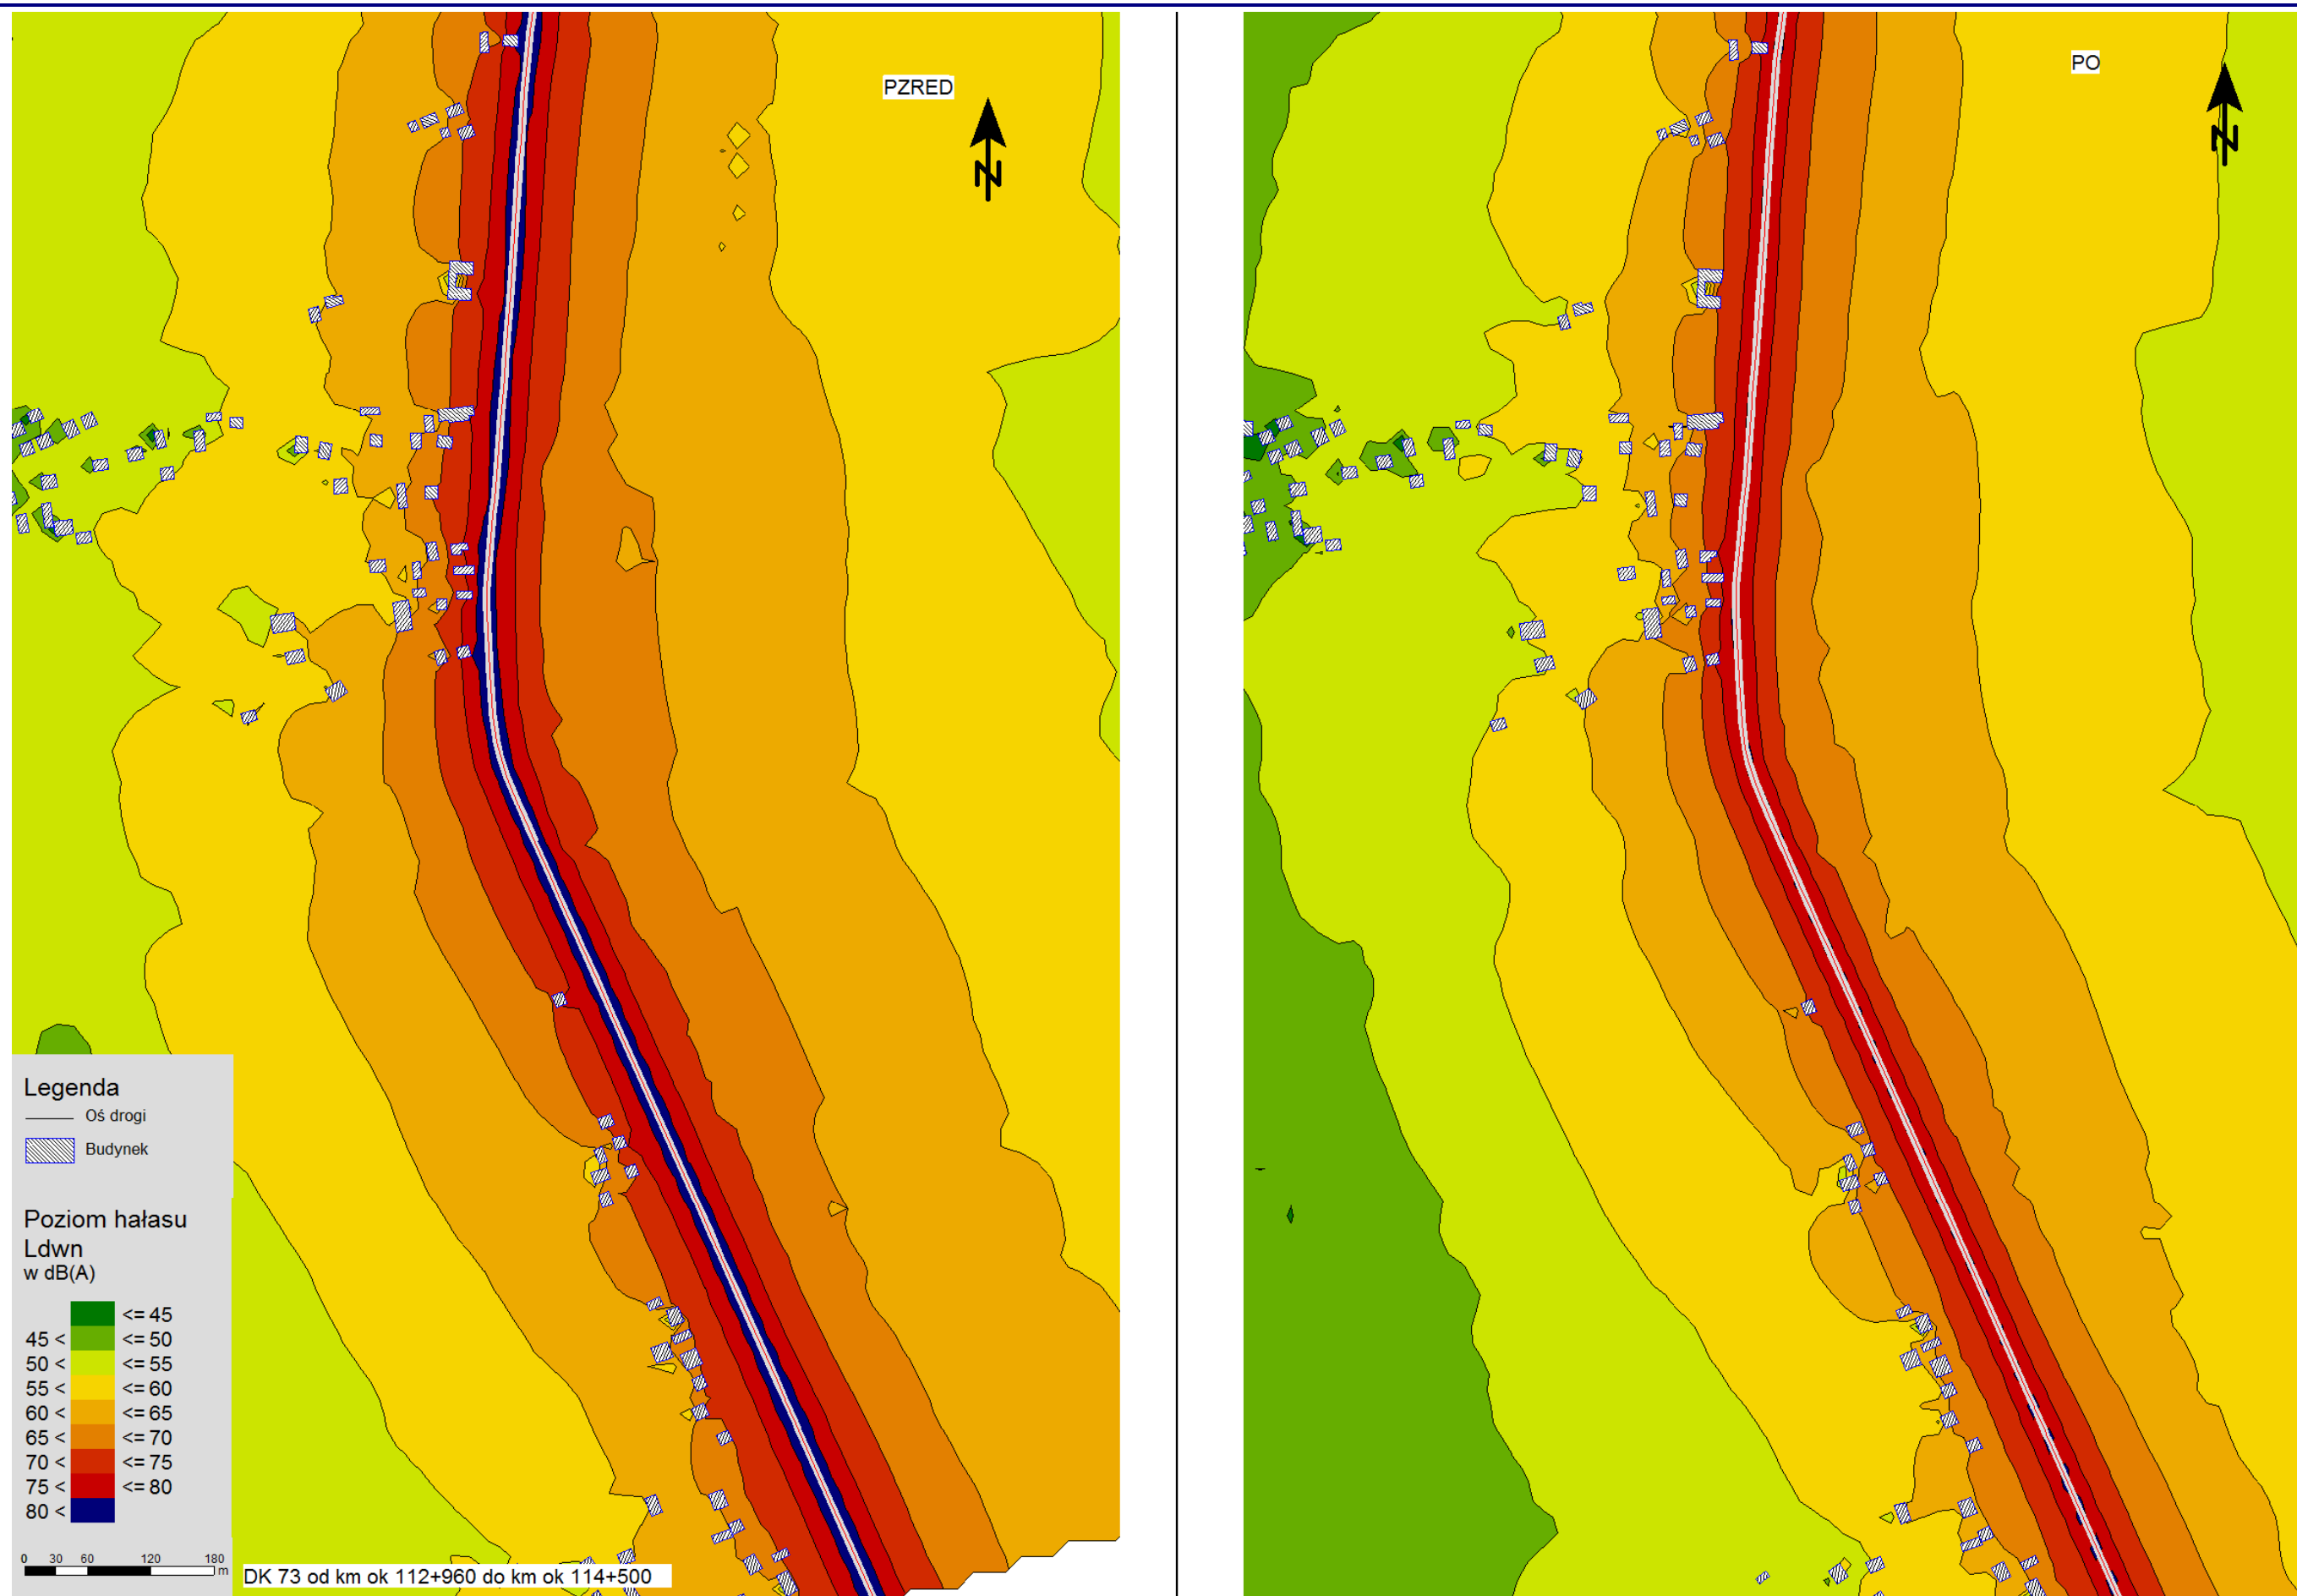 PZRED
N
PO
N
Legenda
Oś drogi
Budynek
Poziom hałasu
Ldwn
w dB(A)
<= 45
45 < <= 50
50 < <= 55
55 < <= 60
60 < <= 65
65 < <= 70
70 < <= 75
75 < <= 80
80 <
0 30 60 120 180
m
DK 73 od km ok 112+960 do km ok 114+500